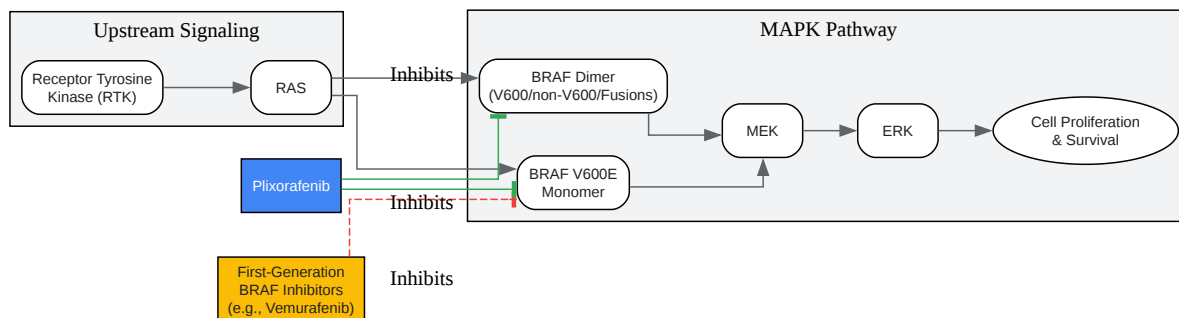 Upstream Signaling
MAPK Pathway
Receptor Tyrosine
Kinase (RTK)
RAS
Inhibits
BRAF Dimer
(V600/non-V600/Fusions)
MEK
ERK
Cell Proliferation
& Survival
Plixorafenib
BRAF V600E
Monomer
Inhibits
First-Generation
BRAF Inhibitors
(e.g., Vemurafenib)
Inhibits